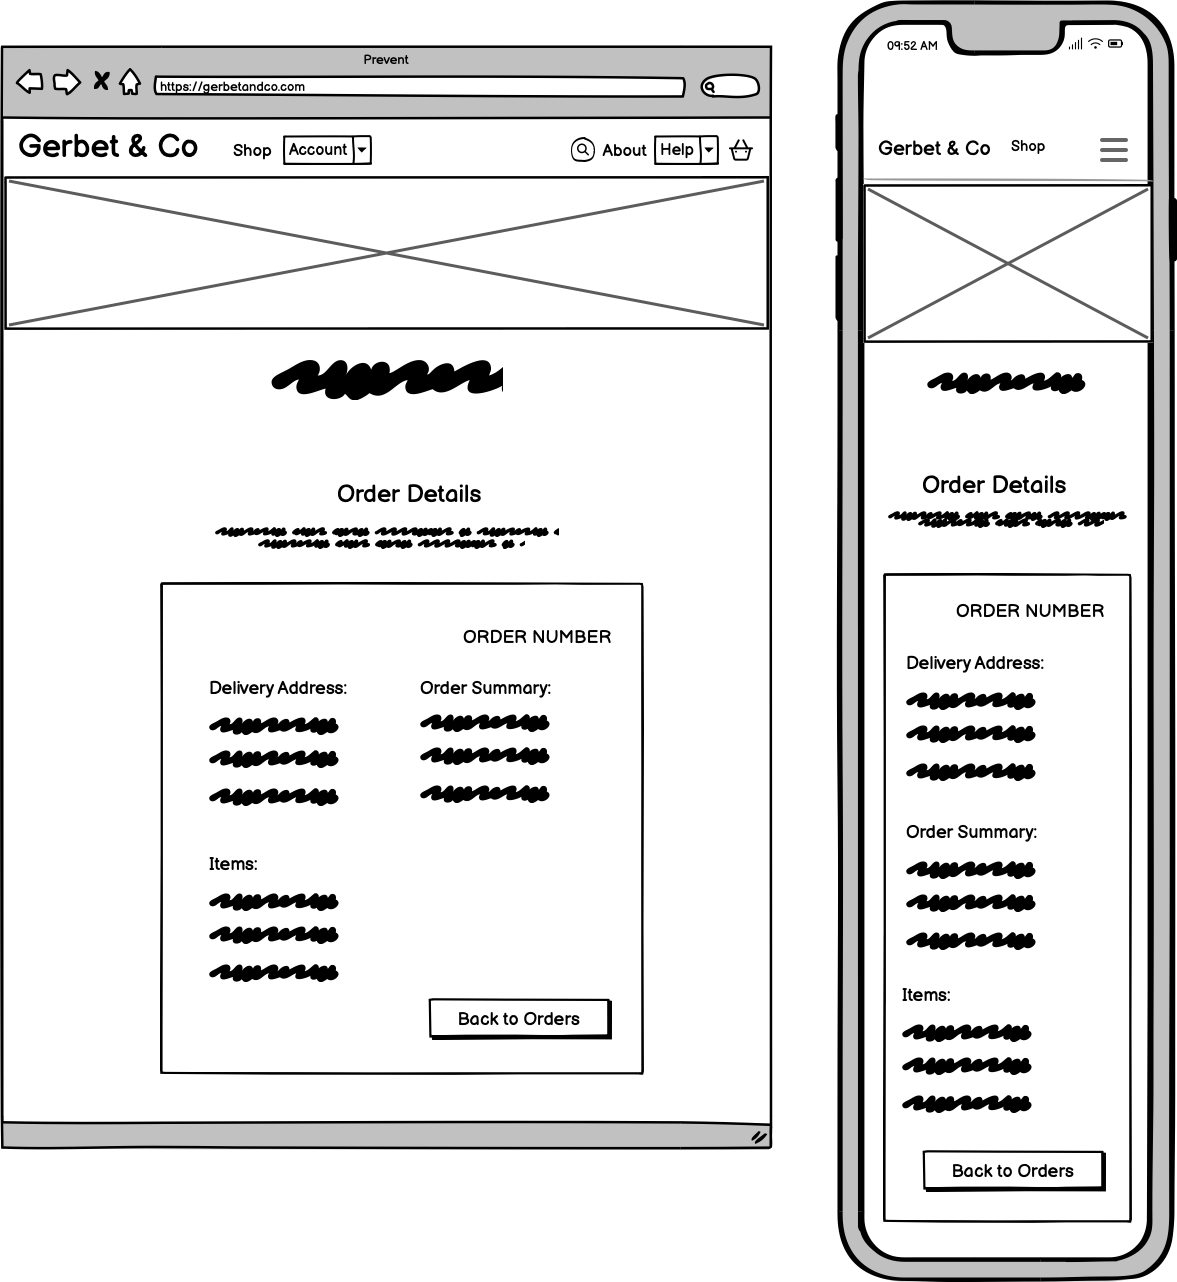 Prevent
https://gerbetandco.com
Gerbet & Co Shop Account About Help
Order Details
ORDER NUMBER
Delivery Address: Order Summary:
Items:
Back to Orders
09:52 AM
Gerbet & Co Shop
Order Details
ORDER NUMBER
Delivery Address:
Order Summary:
Items:
Back to Orders